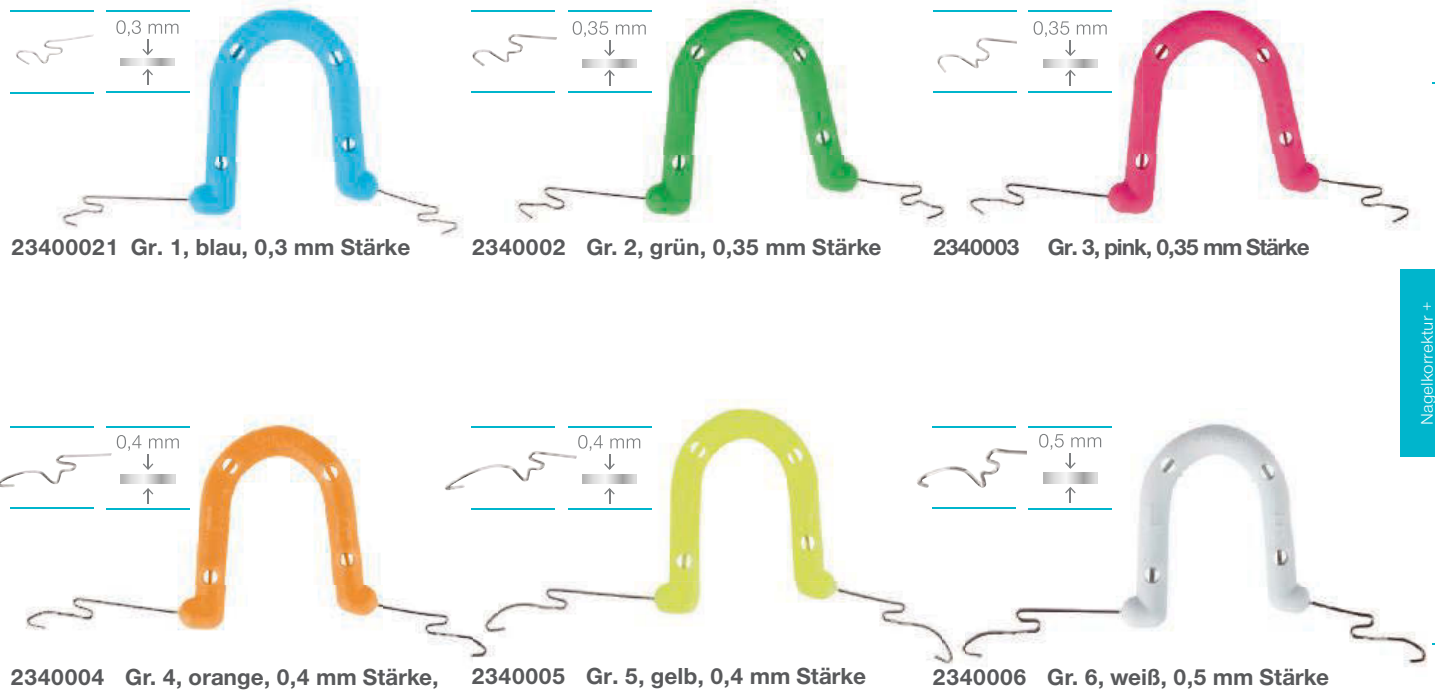 0,3 mm
0,35 mm
0,35 mm
23400021 Gr. 1, blau, 0,3 mm Stärke
23400002 Gr. 2, grün, 0,35 mm Stärke
2340003 Gr. 3, pink, 0,35 mm Stärke
Nagelkorrektur +
0,4 mm
0,4 mm
0,5 mm
2340004 Gr. 4, orange, 0,4 mm Stärke,
2340005 Gr. 5, gelb, 0,4 mm Stärke
2340006 Gr. 6, weiß, 0,5 mm Stärke